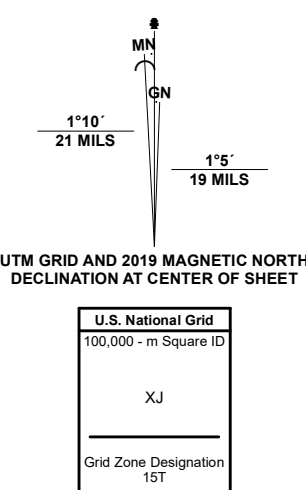 MN
GN
1°10´
21 MILS
1°5´
19 MILS
UTM GRID AND 2019 MAGNETIC NORTH
DECLINATION AT CENTER OF SHEET
U.S. National Grid
100,000 - m Square ID
XJ
Grid Zone Designation
15T